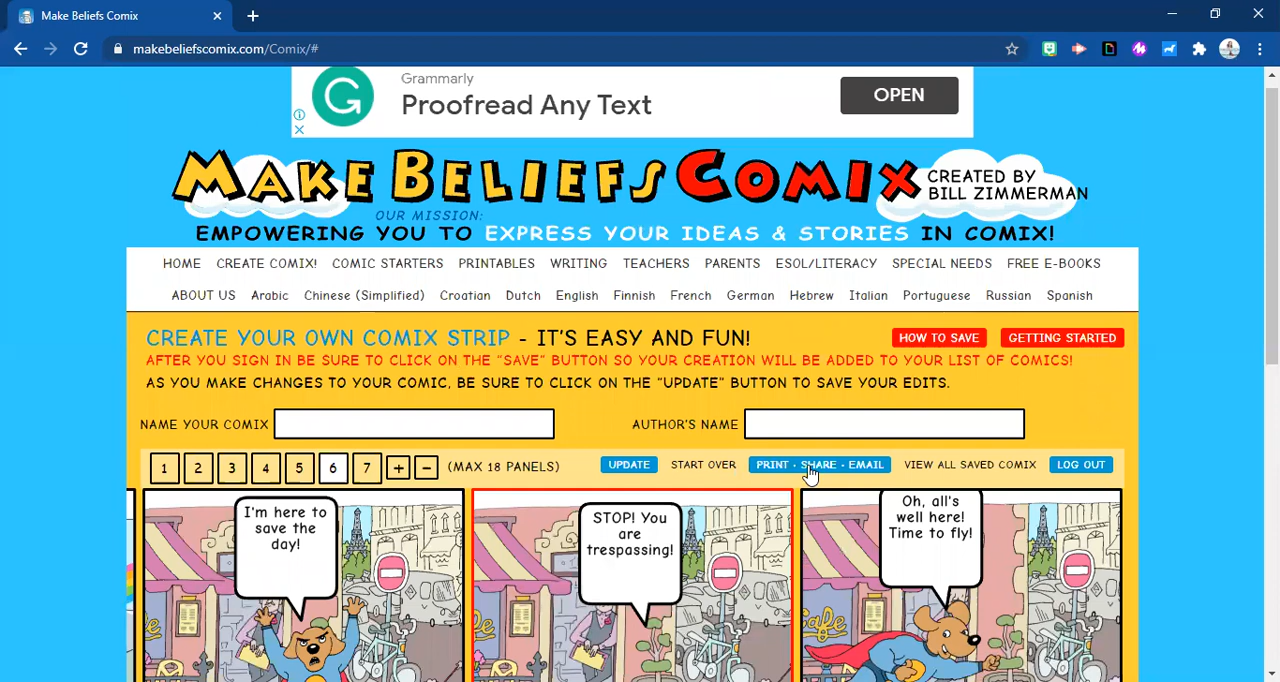 Make Beliefs Comix
makebeliefscomix.com/Comix/#
Grammarly
Proofread Any Text
OPEN
MAKE BELIEFS COMIX
CREATED BY
BILL ZIMMERMAN
OUR MISSION:
EMPOWERING YOU TO EXPRESS YOUR IDEAS & STORIES IN COMIX!
HOME CREATE COMIX! COMIC STARTERS PRINTABLES WRITING TEACHERS PARENTS ESOL/LITERACY SPECIAL NEEDS FREE E-BOOKS
ABOUT US Arabic Chinese (Simplified) Croatian Dutch English Finnish French German Hebrew Italian Portuguese Russian Spanish
CREATE YOUR OWN COMIX STRIP - IT'S EASY AND FUN!
HOW TO SAVE
GETTING STARTED
AFTER YOU SIGN IN BE SURE TO CLICK ON THE "SAVE" BUTTON SO YOUR CREATION WILL BE ADDED TO YOUR LIST OF COMICS!
AS YOU MAKE CHANGES TO YOUR COMIC, BE SURE TO CLICK ON THE "UPDATE" BUTTON TO SAVE YOUR EDITS.
NAME YOUR COMIX
AUTHOR'S NAME
1 2 3 4 5 6 7 + - (MAX 18 PANELS)
UPDATE START OVER PRINT · SHARE · EMAIL VIEW ALL SAVED COMIX LOG OUT
I'm here to
save the
day!
Cafe
STOP! You
are
trespassing!
Oh, all's
well here!
Time to fly!
Cafe